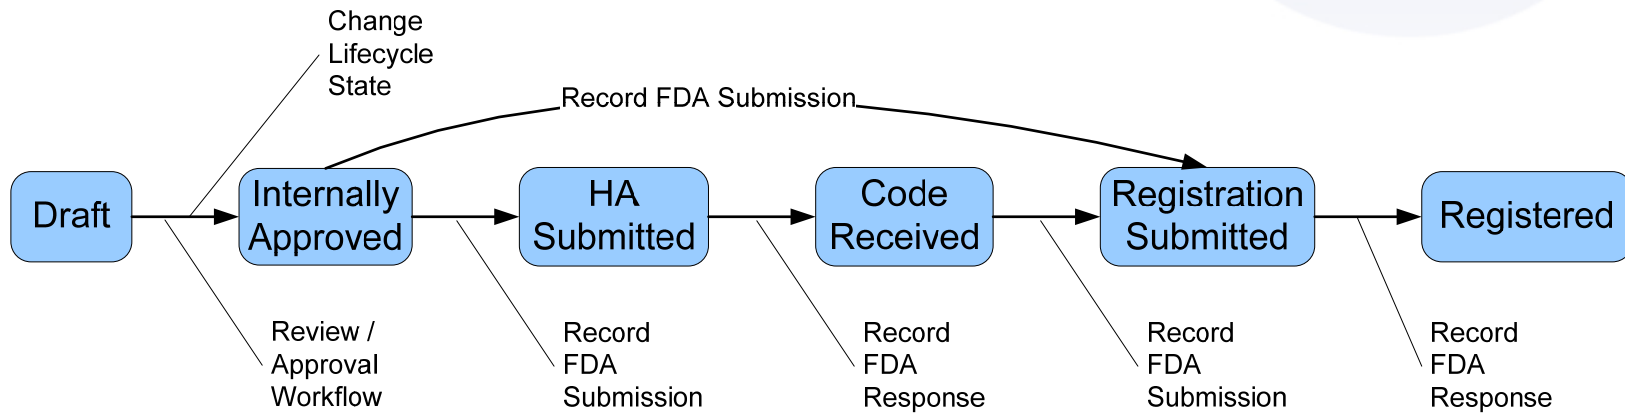 Change
Lifecycle
State
Record FDA Submission
Draft
Internally
Approved
HA
Submitted
Code
Received
Registration
Submitted
Registered
Review /
Approval
Workflow
Record
FDA
Submission
Record
FDA
Response
Record
FDA
Submission
Record
FDA
Response